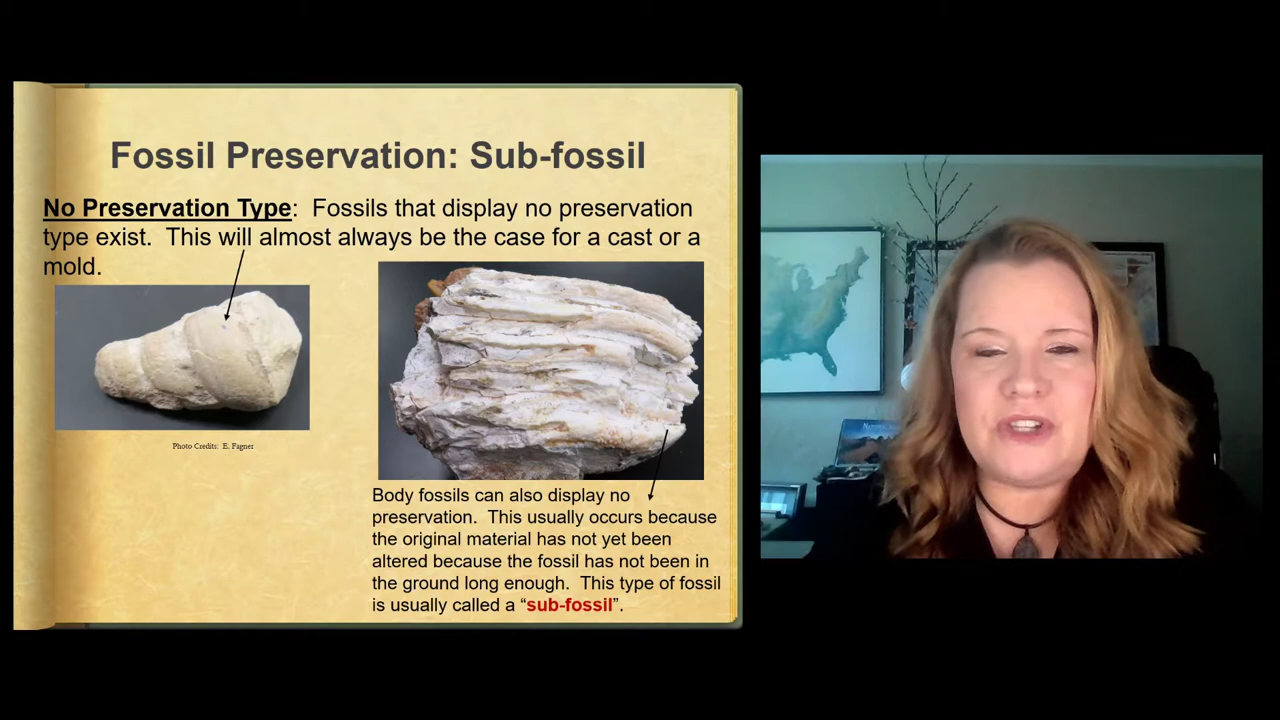 Fossil Preservation: Sub-fossil
No Preservation Type:  Fossils that display no preservation
type exist.  This will almost always be the case for a cast or a
mold.
Photo Credits:  E. Fagner
Body fossils can also display no
preservation.  This usually occurs because
the original material has not yet been
altered because the fossil has not been in
the ground long enough.  This type of fossil
is usually called a “sub-fossil”.